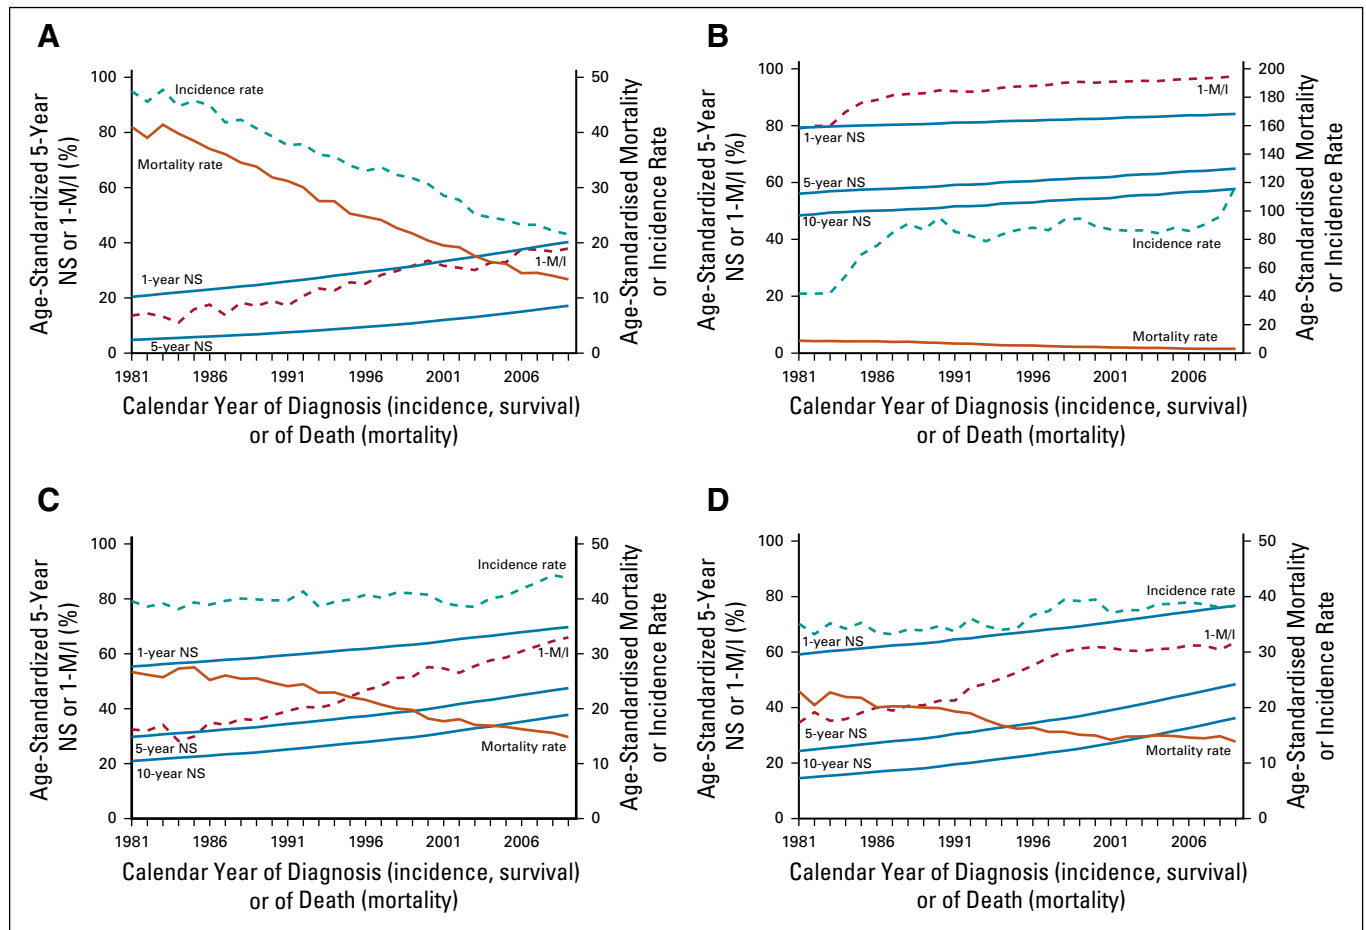 A
Age-Standardized 5-Year
NS or 1-M/I (%)
100
80
60
40
20
0
Incidence rate
Mortality rate
1-year NS
1-M/I
5-year NS
50
40
30
20
10
0
Age-Standardised Mortality
or Incidence Rate
1981 1986 1991 1996 2001 2006
Calendar Year of Diagnosis (incidence, survival)
or of Death (mortality)
B
Age-Standardized 5-Year
NS or 1-M/I (%)
100
80
60
40
20
0
1-M/I
1-year NS
5-year NS
10-year NS
Incidence rate
Mortality rate
200
180
160
140
120
100
80
60
40
20
0
Age-Standardised Mortality
or Incidence Rate
1981 1986 1991 1996 2001 2006
Calendar Year of Diagnosis (incidence, survival)
or of Death (mortality)
C
Age-Standardized 5-Year
NS or 1-M/I (%)
100
80
60
40
20
0
Incidence rate
1-year NS
1-M/I
5-year NS
Mortality rate
10-year NS
50
40
30
20
10
0
Age-Standardised Mortality
or Incidence Rate
1981 1986 1991 1996 2001 2006
Calendar Year of Diagnosis (incidence, survival)
or of Death (mortality)
D
Age-Standardized 5-Year
NS or 1-M/I (%)
100
80
60
40
20
0
Incidence rate
1-year NS
1-M/I
5-year NS
Mortality rate
10-year NS
50
40
30
20
10
0
Age-Standardised Mortality
or Incidence Rate
1981 1986 1991 1996 2001 2006
Calendar Year of Diagnosis (incidence, survival)
or of Death (mortality)